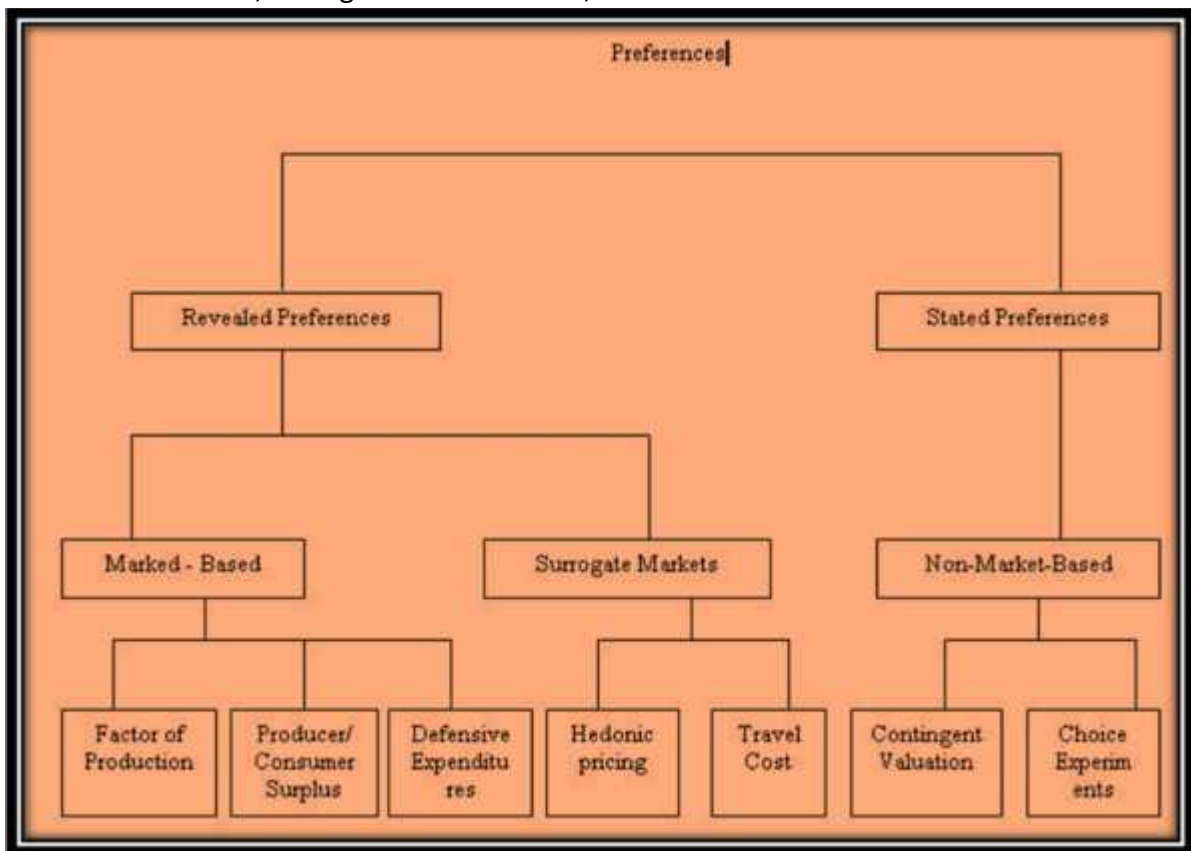 Preferences
Revealed Preferences
Stated Preferences
Marked - Based
Surrogate Markets
Non-Market-Based
Factor of
Production
Producer/
Consumer
Surplus
Defensive
Expenditu
res
Hedonic
pricing
Travel
Cost
Contingent
Valuation
Choice
Experim
ents